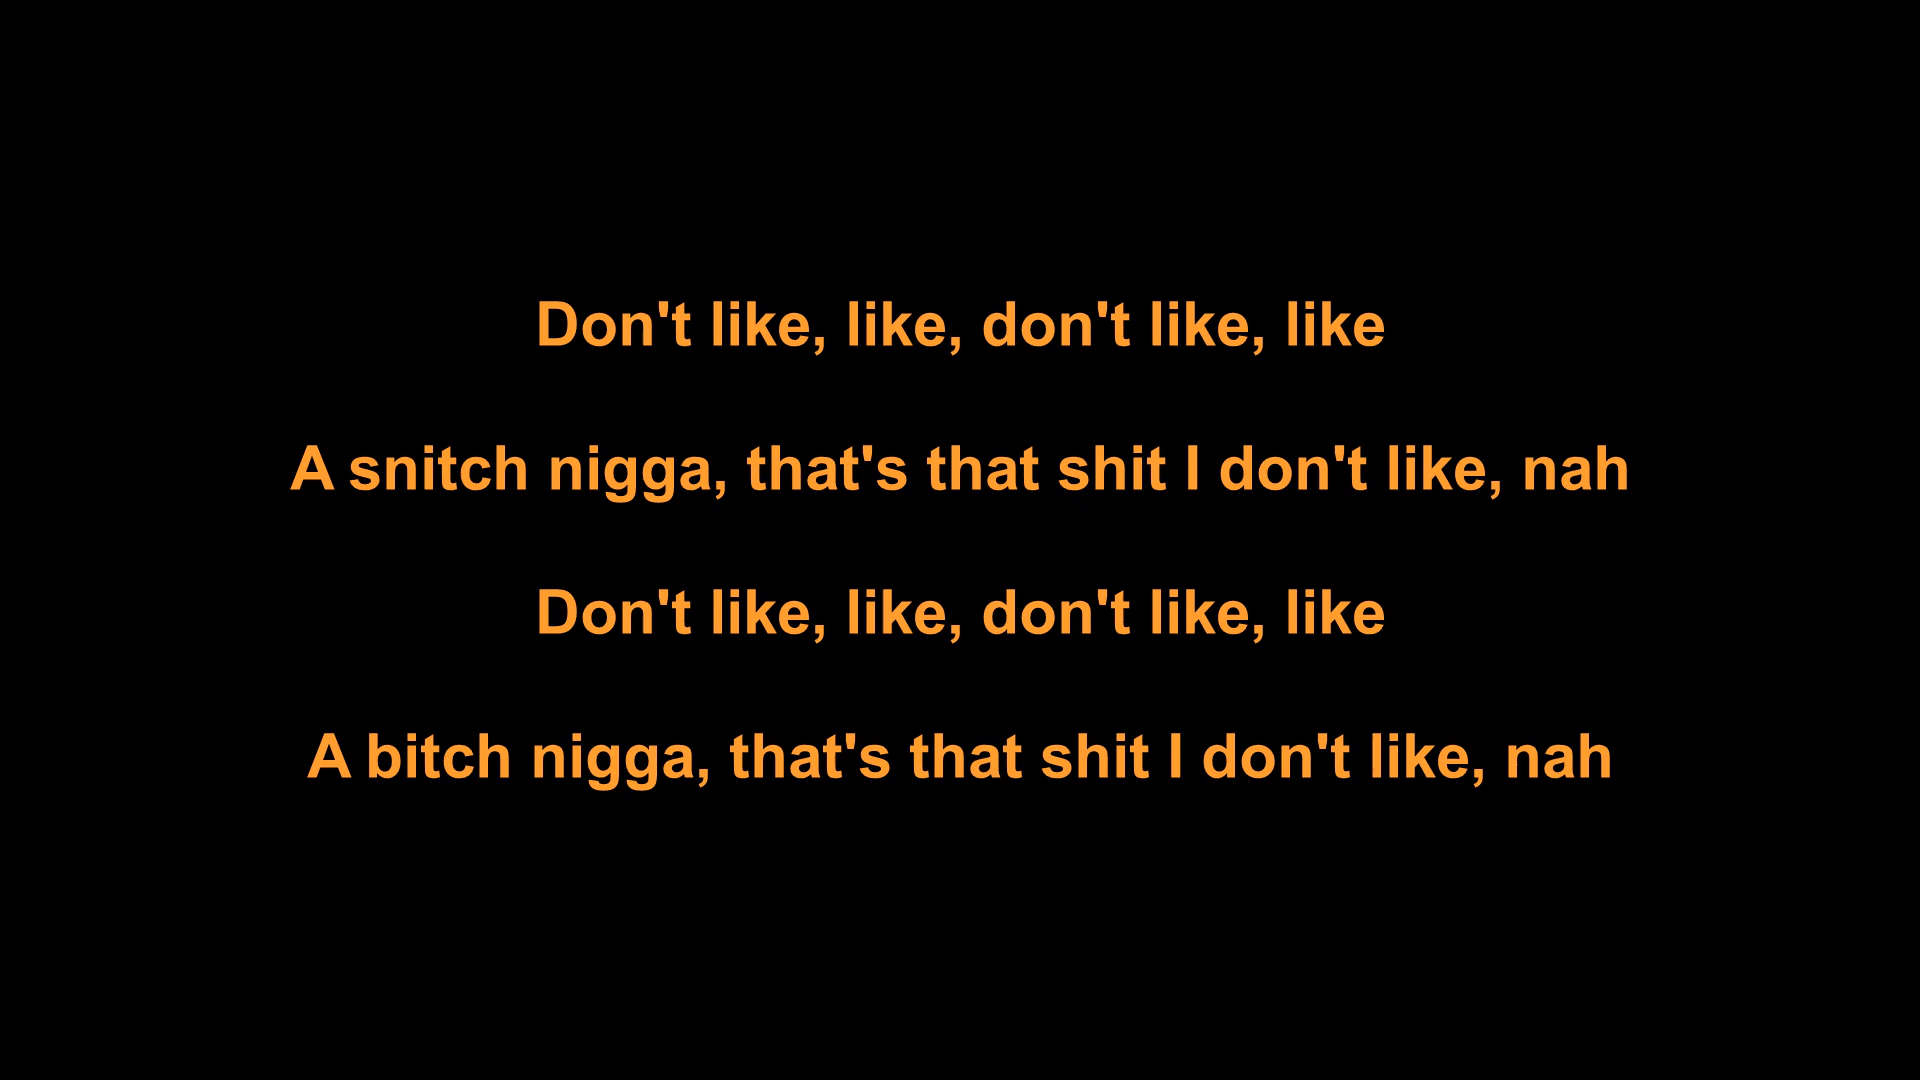 Don't like, like, don't like, like
A snitch nigga, that's that shit I don't like, nah
Don't like, like, don't like, like
A bitch nigga, that's that shit I don't like, nah